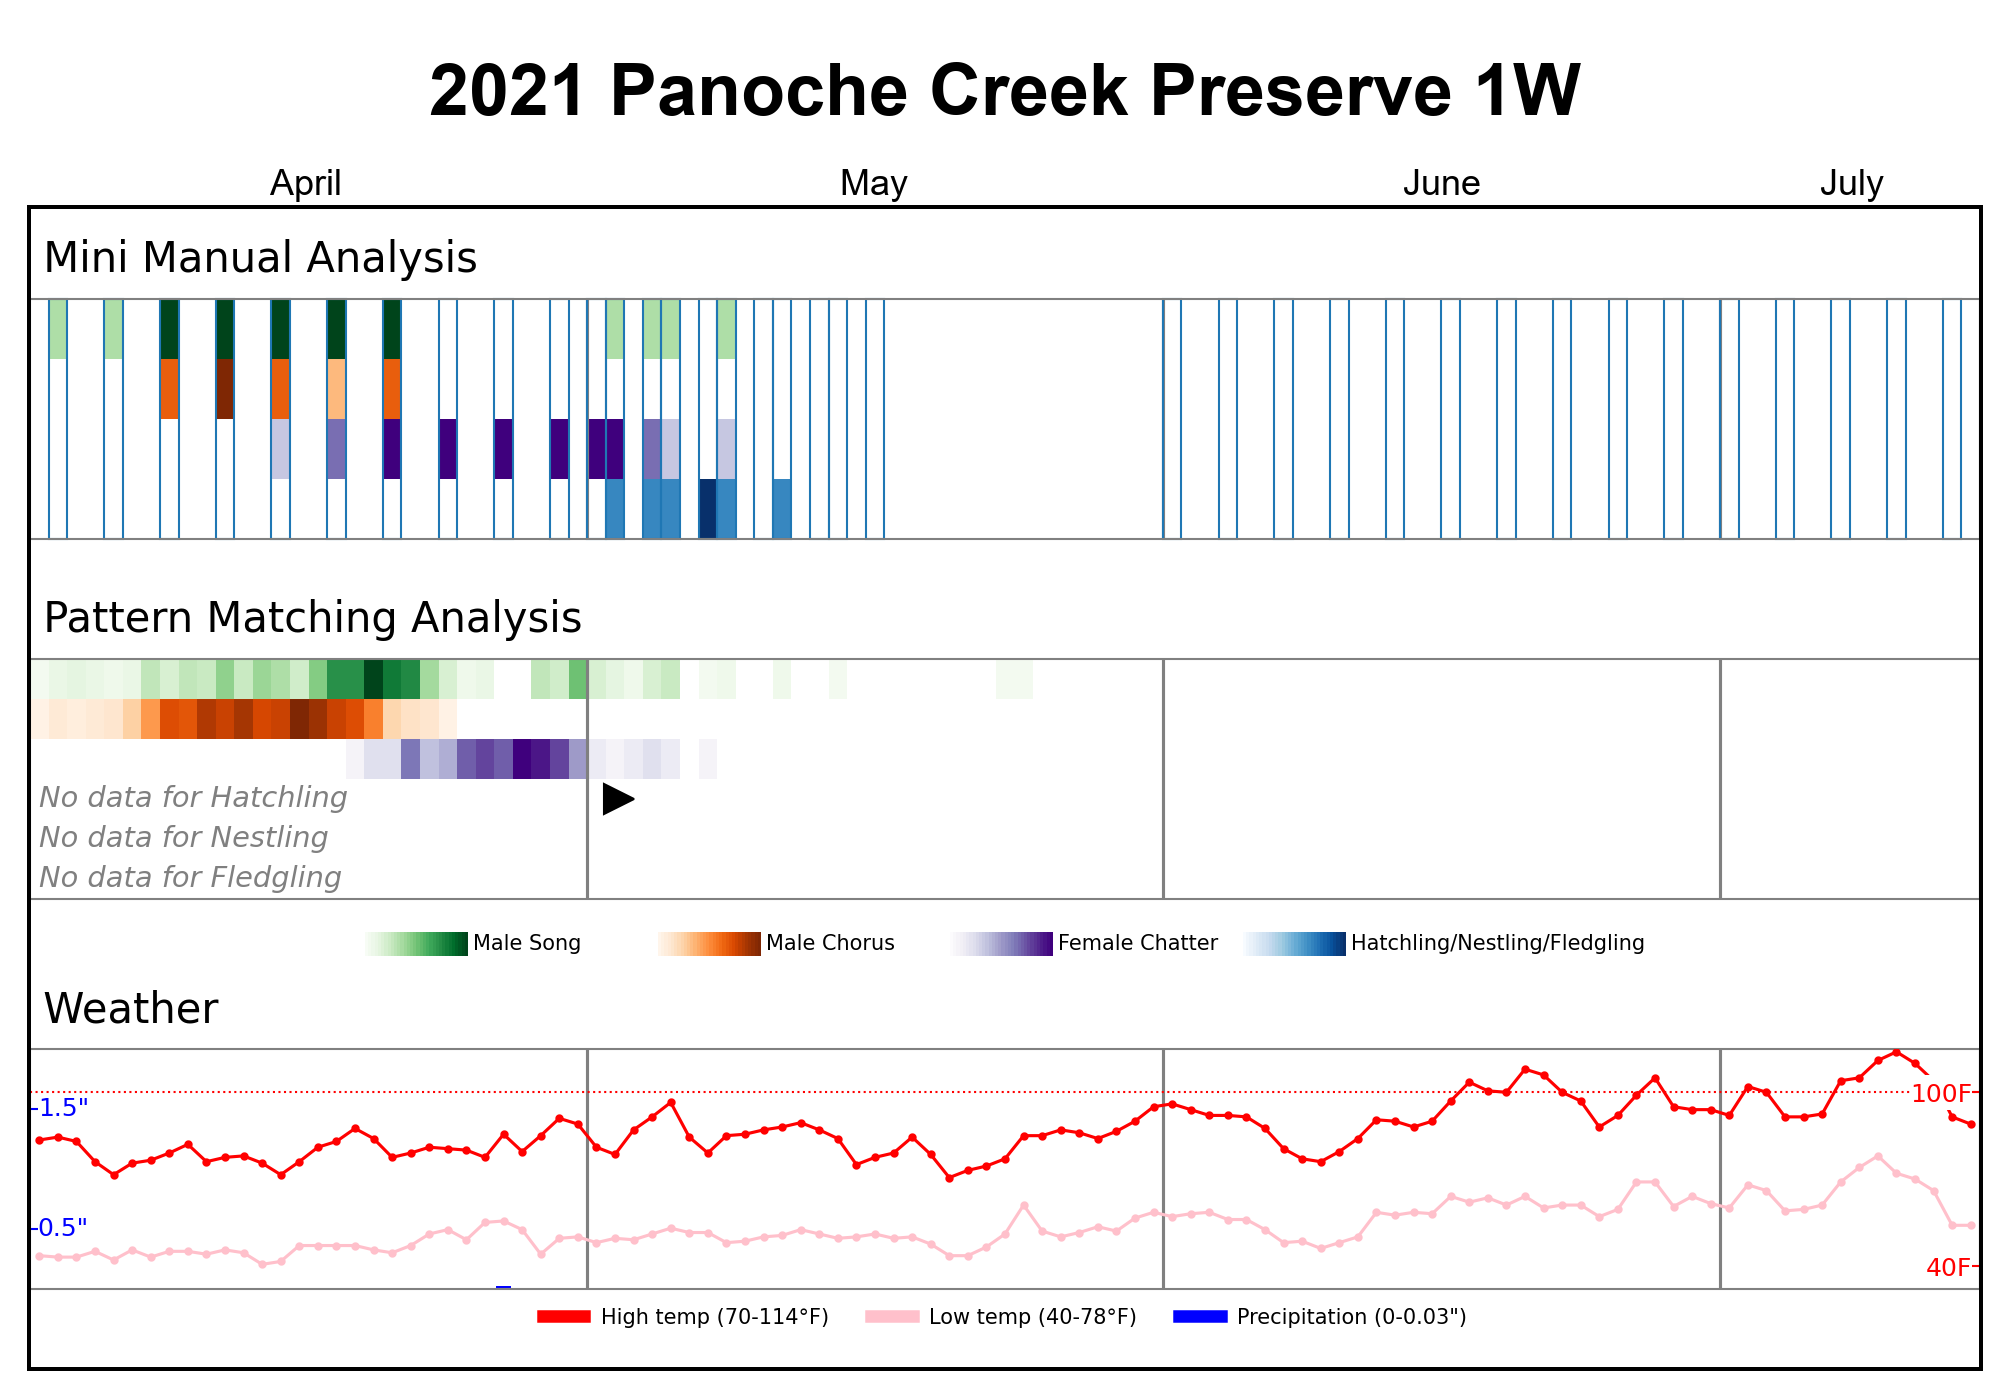 2021 Panoche Creek Preserve 1W
April May June July
Mini Manual Analysis
Pattern Matching Analysis
No data for Hatchling
No data for Nestling
No data for Fledgling
Male Song Male Chorus Female Chatter Hatchling/Nestling/Fledgling
Weather
100F
1.5"
0.5"
40F
High temp (70-114°F) Low temp (40-78°F) Precipitation (0-0.03")